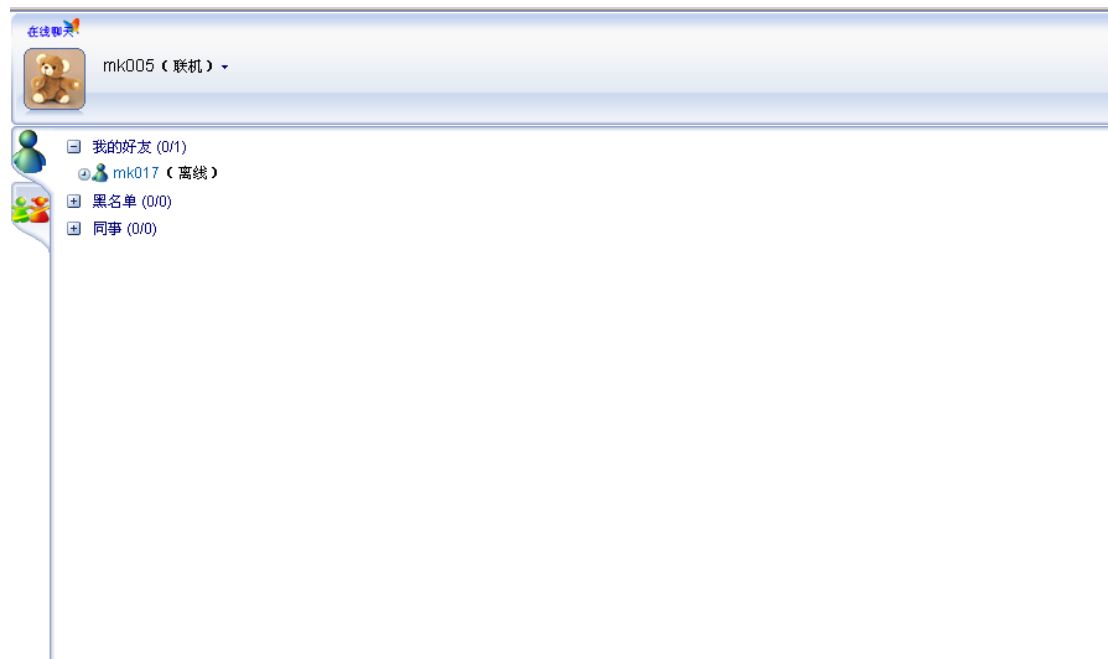 在线聊天
mk005（联机）
我的好友 (0/1)
mk017（离线）
黑名单 (0/0)
同事 (0/0)